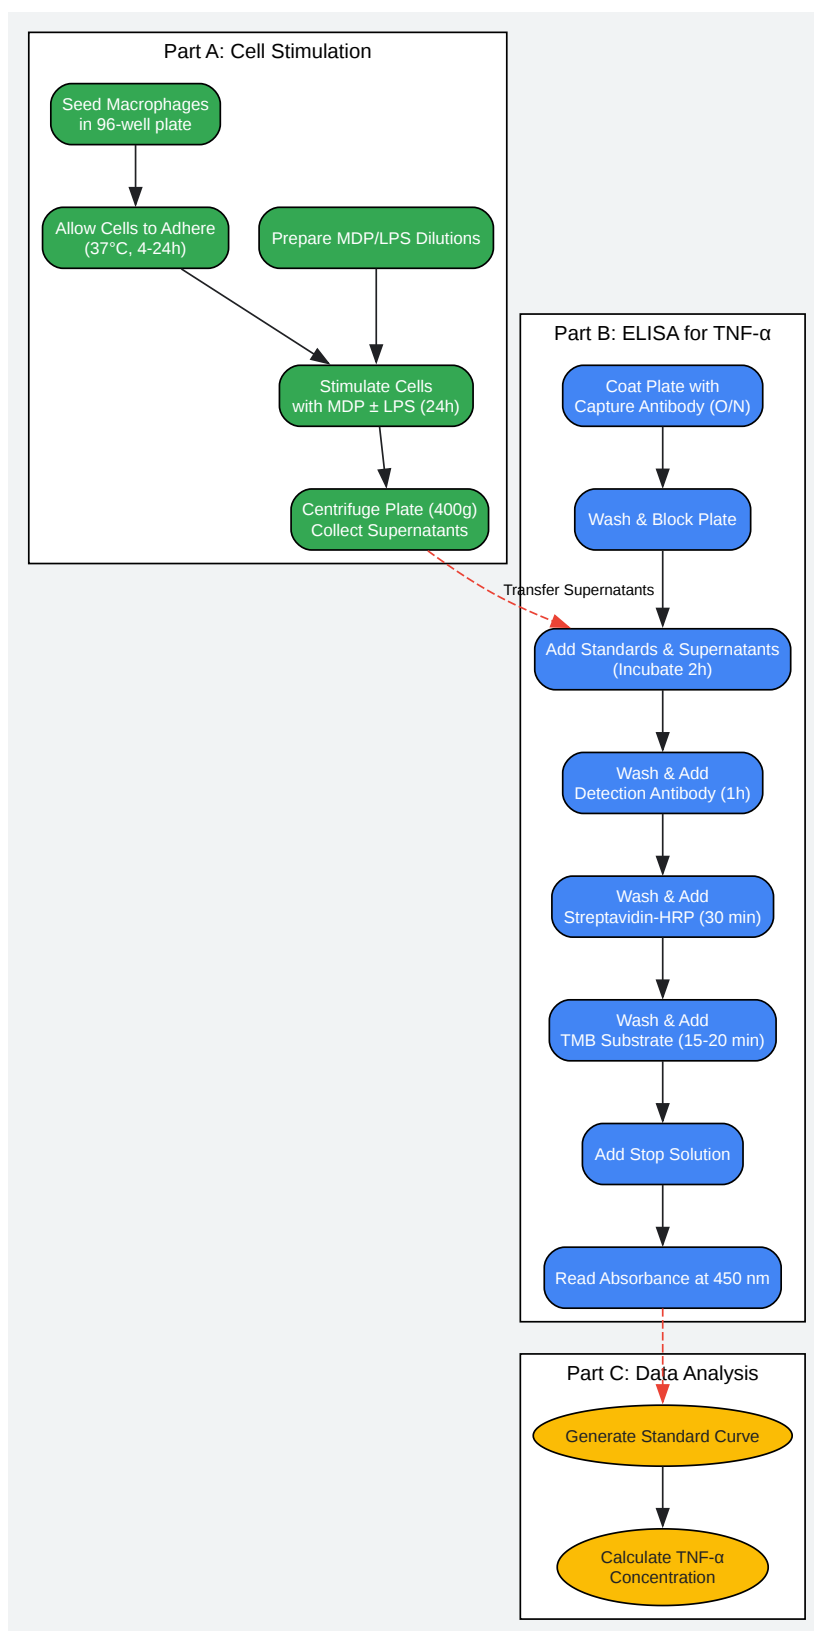 Part A: Cell Stimulation
Seed Macrophages
in 96-well plate
Allow Cells to Adhere
(37°C, 4-24h)
Prepare MDP/LPS Dilutions
Stimulate Cells
with MDP ± LPS (24h)
Centrifuge Plate (400g)
Collect Supernatants
Transfer Supernatants
Part B: ELISA for TNF-α
Coat Plate with
Capture Antibody (O/N)
Wash & Block Plate
Add Standards & Supernatants
(Incubate 2h)
Wash & Add
Detection Antibody (1h)
Wash & Add
Streptavidin-HRP (30 min)
Wash & Add
TMB Substrate (15-20 min)
Add Stop Solution
Read Absorbance at 450 nm
Part C: Data Analysis
Generate Standard Curve
Calculate TNF-α
Concentration